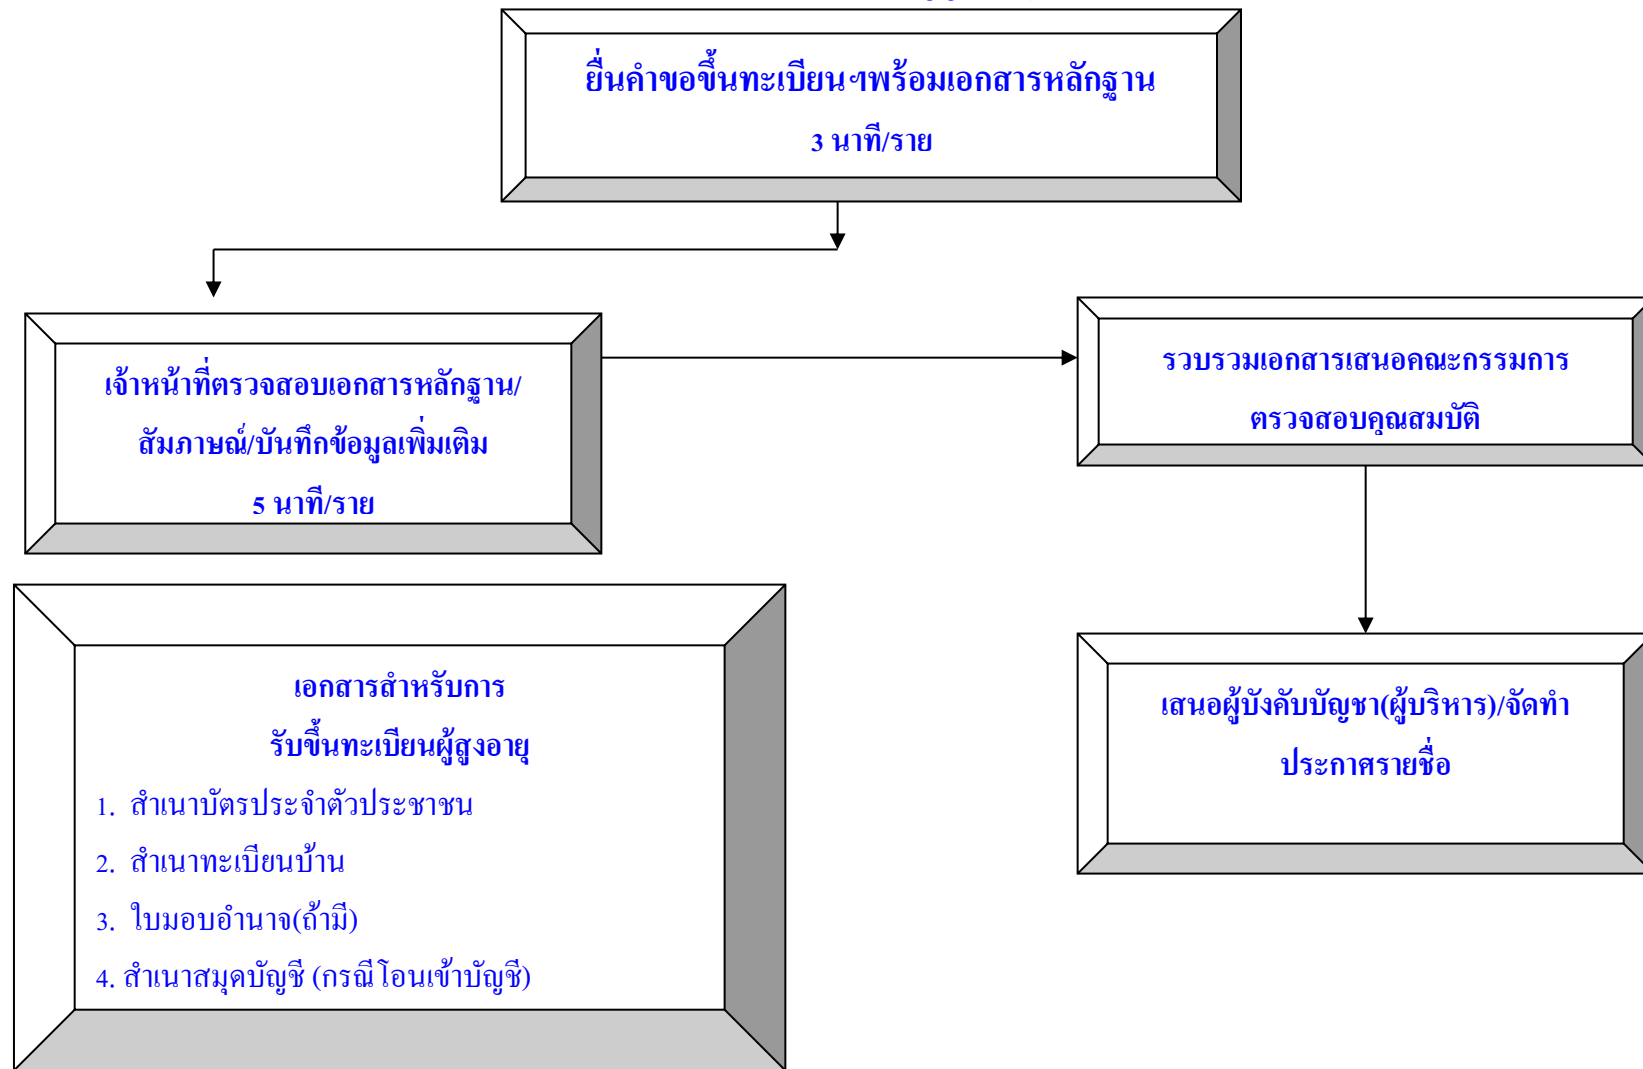 ยื่นคำขอขึ้นทะเบียนฯพร้อมเอกสารหลักฐาน
3 นาที/ราย
เจ้าหน้าที่ตรวจสอบเอกสารหลักฐาน/
สัมภาษณ์/บันทึกข้อมูลเพิ่มเติม
5 นาที/ราย
รวบรวมเอกสารเสนอคณะกรรมการ
ตรวจสอบคุณสมบัติ
เสนอผู้บังคับบัญชา(ผู้บริหาร)/จัดทำ
ประกาศรายชื่อ
เอกสารสำหรับการ
รับขึ้นทะเบียนผู้สูงอายุ
1. สำเนาบัตรประจำตัวประชาชน
2. สำเนาทะเบียนบ้าน
3. ใบมอบอำนาจ(ถ้ามี)
4. สำเนาสมุดบัญชี (กรณีโอนเข้าบัญชี)